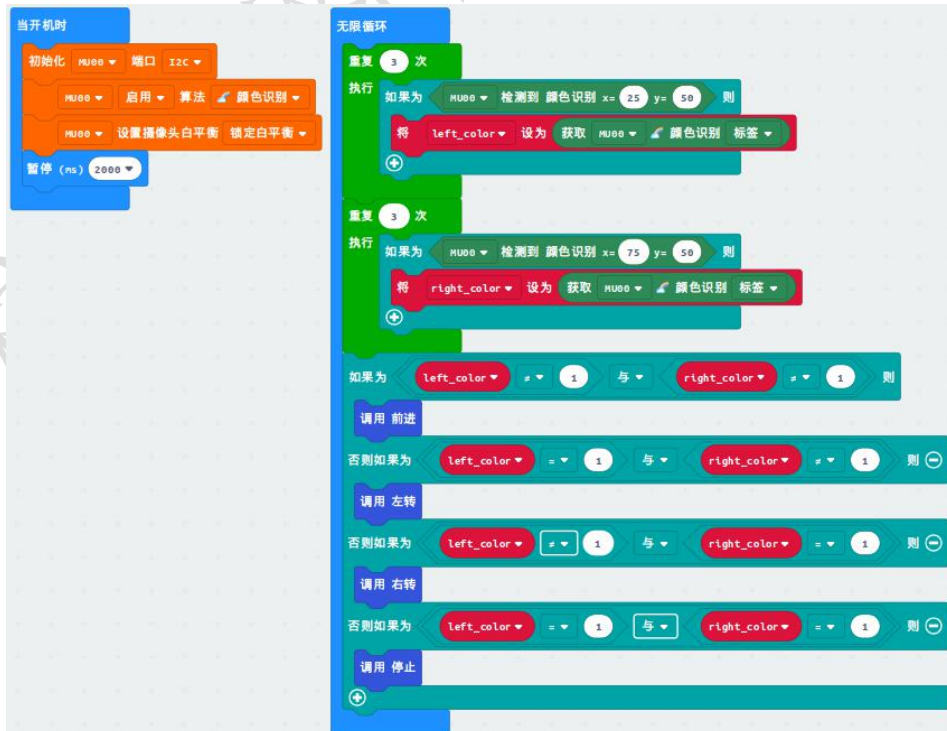 当开机时
初始化 MU00 端口 I2C
MU00 启用 算法 颜色识别
MU00 设置摄像头白平衡 锁定白平衡
暂停 (ms) 2000
无限循环
重复 3 次
执行 如果为 MU00 检测到 颜色识别 x= 25 y= 50 则
将 left_color 设为 获取 MU00 颜色识别 标签
重复 3 次
执行 如果为 MU00 检测到 颜色识别 x= 75 y= 50 则
将 right_color 设为 获取 MU00 颜色识别 标签
如果为 left_color ≠ 1 与 right_color ≠ 1 则
调用 前进
否则如果为 left_color = 1 与 right_color ≠ 1 则
调用 左转
否则如果为 left_color ≠ 1 与 right_color = 1 则
调用 右转
否则如果为 left_color = 1 与 right_color = 1 则
调用 停止